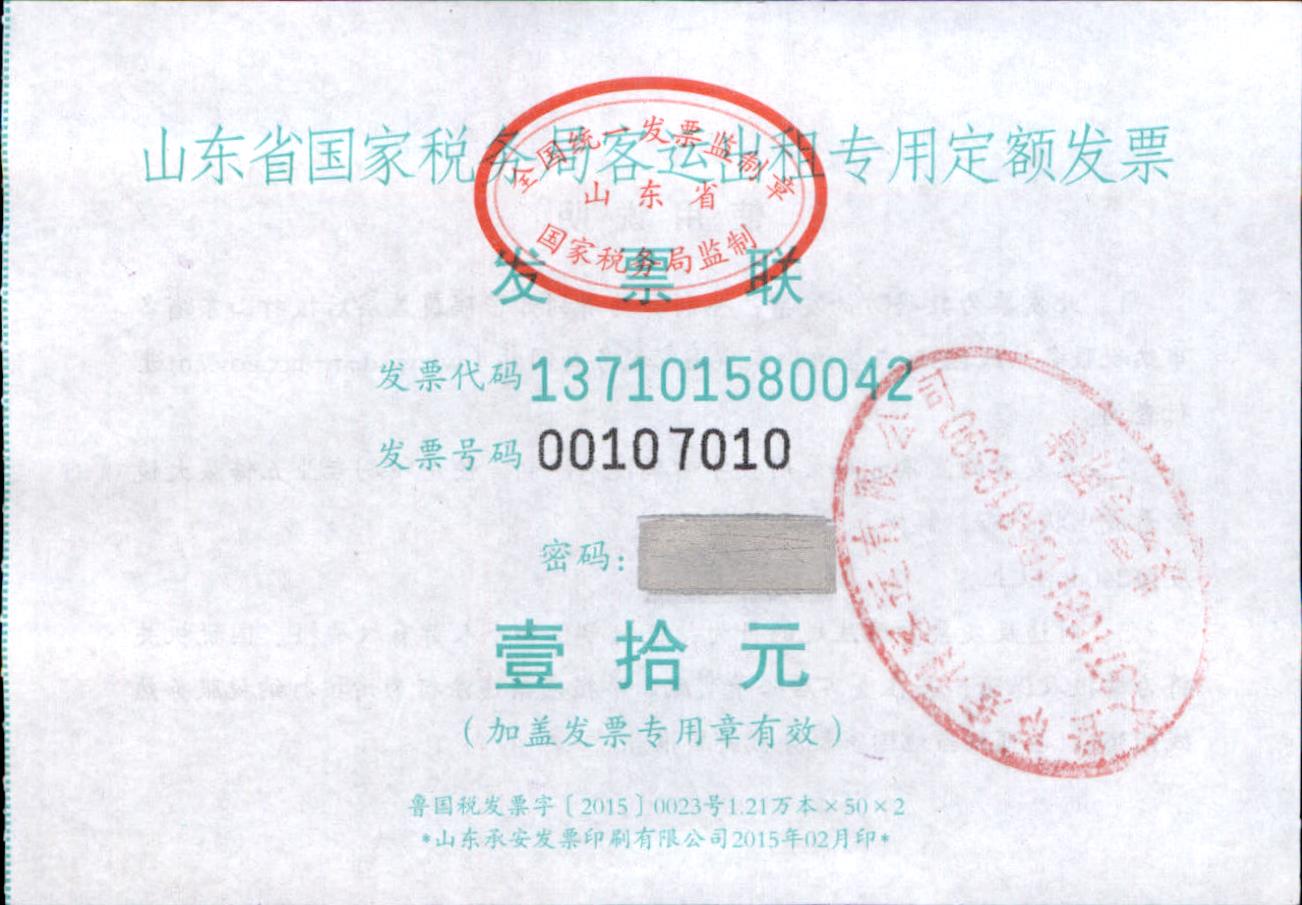 山东省国家税务局客运出租专用定额发票
全国统一发票监制章
山东省
国家税务局监制
发票联
发票代码 137101580042
发票号码 00107010
密码：
壹拾元
（加盖发票专用章有效）
鲁国税发票字〔2015〕0023号1.21万本×50×2
*山东承安发票印刷有限公司2015年02月印*
有限公司